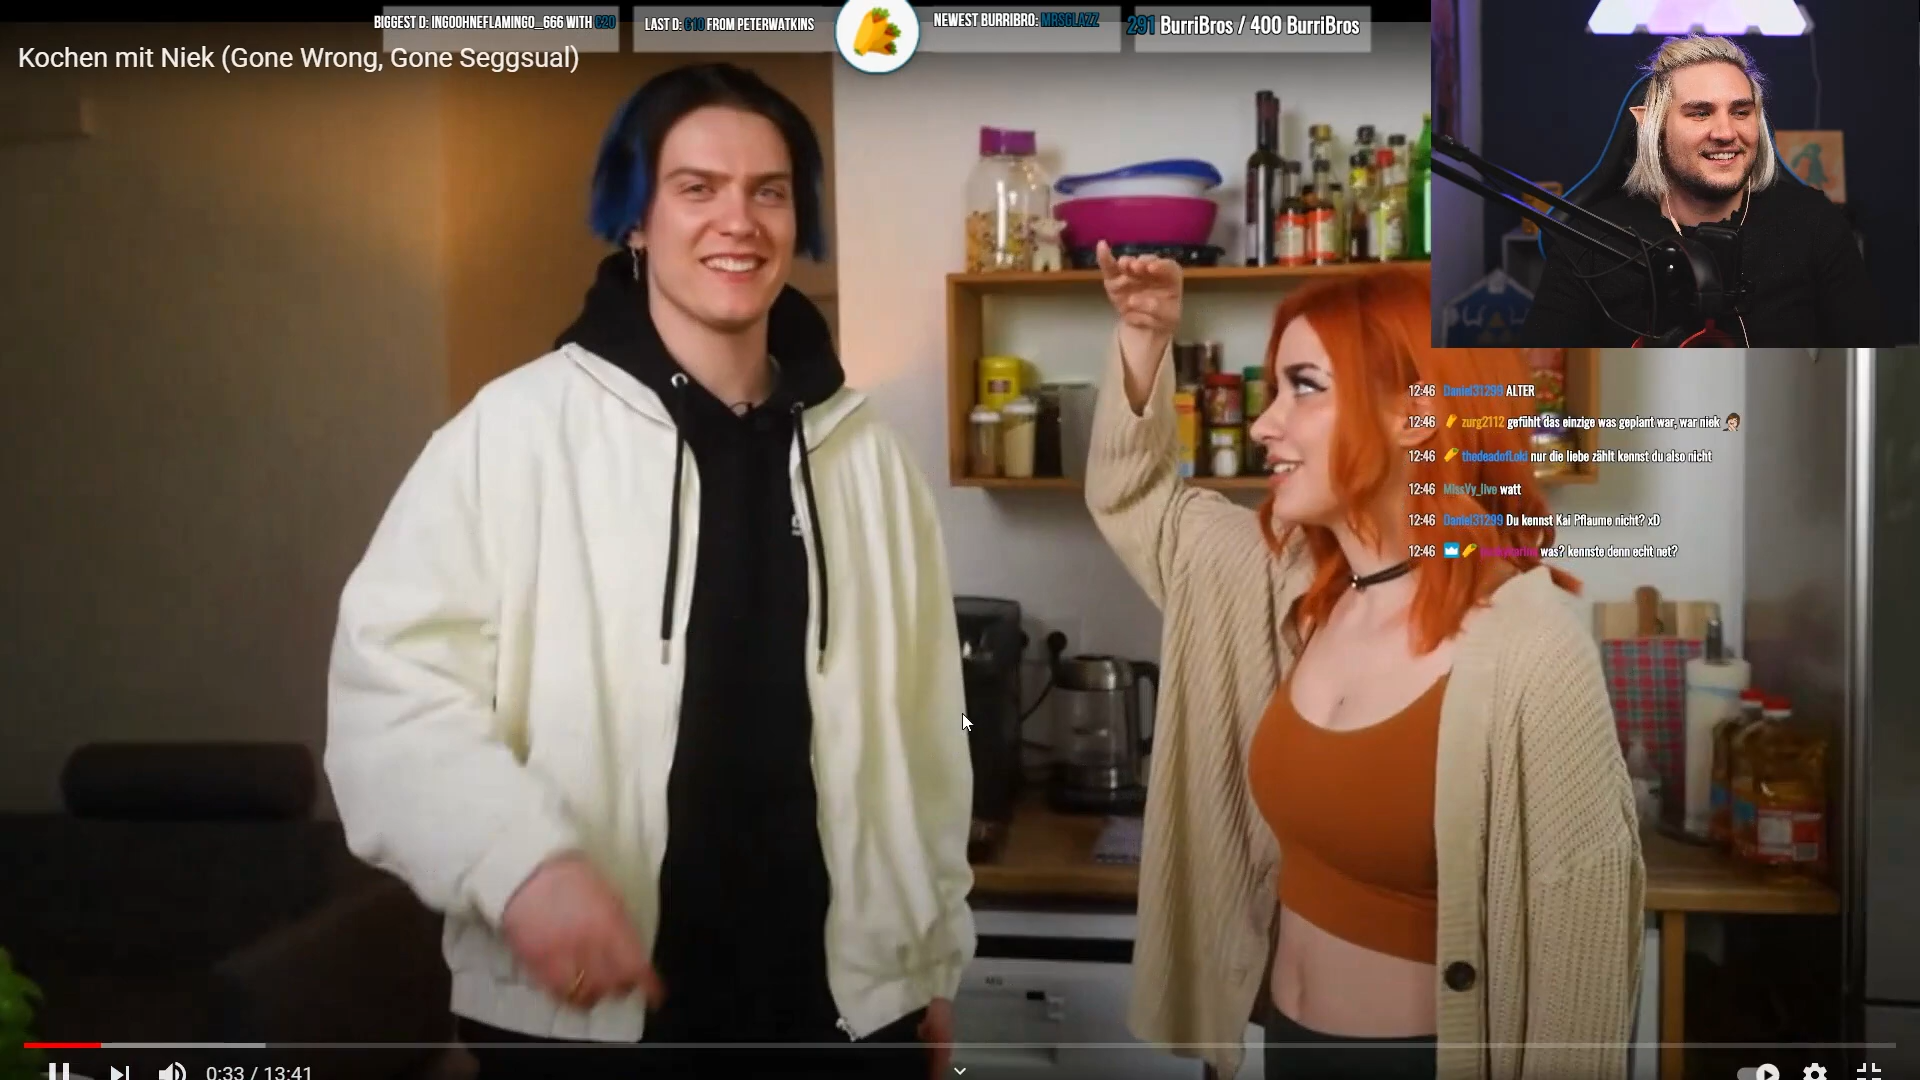 BIGGEST D: INGOOHNEFLAMINGO_666 WITH €20
LAST D: €10 FROM PETERWATKINS
NEWEST BURRIBRO: MRSGLAZZ
291 BurriBros / 400 BurriBros
Kochen mit Niek (Gone Wrong, Gone Seggsual)
12:46 Daniel31299 ALTER
12:46 zurg2112 gefühlt das einzige was geplant war, war niek
12:46 thedeadofLoki nur die liebe zählt kennst du also nicht
12:46 MissVy_live watt
12:46 Daniel31299 Du kennst Kai Pflaume nicht? xD
12:46 was? kennste denn echt net?
0:33 / 13:41